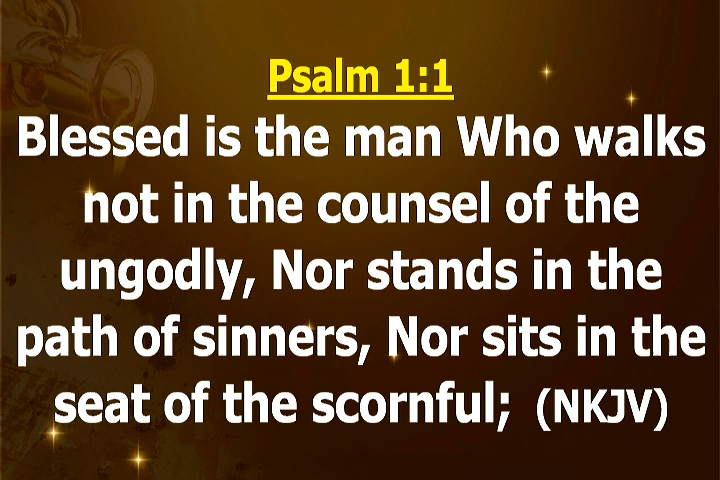 Psalm 1:1
Blessed is the man Who walks
not in the counsel of the
ungodly, Nor stands in the
path of sinners, Nor sits in the
seat of the scornful; (NKJV)